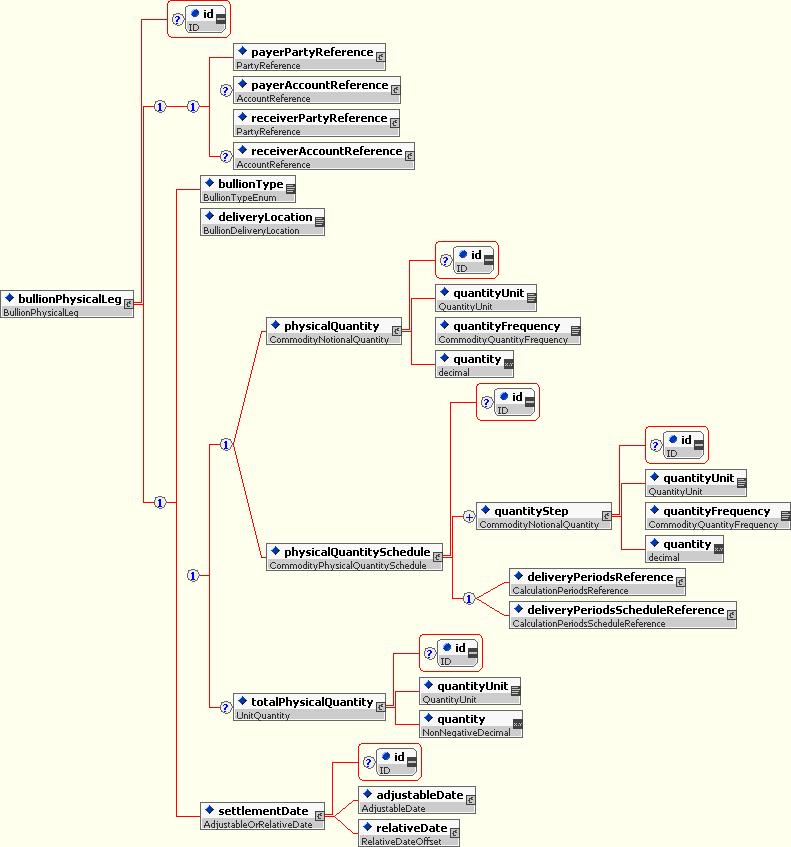 ? id
ID
payerPartyReference
PartyReference
? payerAccountReference
AccountReference
1 1
receiverPartyReference
PartyReference
? receiverAccountReference
AccountReference
bullionType
BullionTypeEnum
deliveryLocation
BullionDeliveryLocation
? id
ID
bullionPhysicalLeg
BullionPhysicalLeg
quantityUnit
QuantityUnit
physicalQuantity
CommodityNotionalQuantity
quantityFrequency
CommodityQuantityFrequency
quantity
decimal
? id
ID
1
? id
ID
quantityUnit
QuantityUnit
1
+ quantityStep
CommodityNotionalQuantity
quantityFrequency
CommodityQuantityFrequency
quantity
decimal
physicalQuantitySchedule
CommodityPhysicalQuantitySchedule
1
deliveryPeriodsReference
CalculationPeriodsReference
1
deliveryPeriodsScheduleReference
CalculationPeriodsScheduleReference
? id
ID
quantityUnit
QuantityUnit
? totalPhysicalQuantity
UnitQuantity
quantity
NonNegativeDecimal
? id
ID
adjustableDate
AdjustableDate
settlementDate
AdjustableOrRelativeDate
relativeDate
RelativeDateOffset